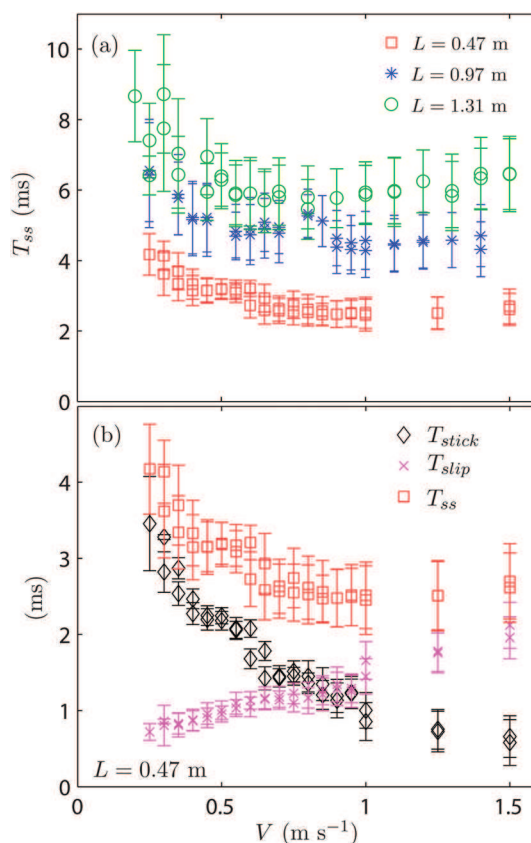 (a)
L = 0.47 m
L = 0.97 m
L = 1.31 m
10
8
6
4
2
0
T_ss (ms)
(b)
T_stick
T_slip
T_ss
4
3
2
1
0
(ms)
L = 0.47 m
0 0.5 1 1.5
V (m s⁻¹)